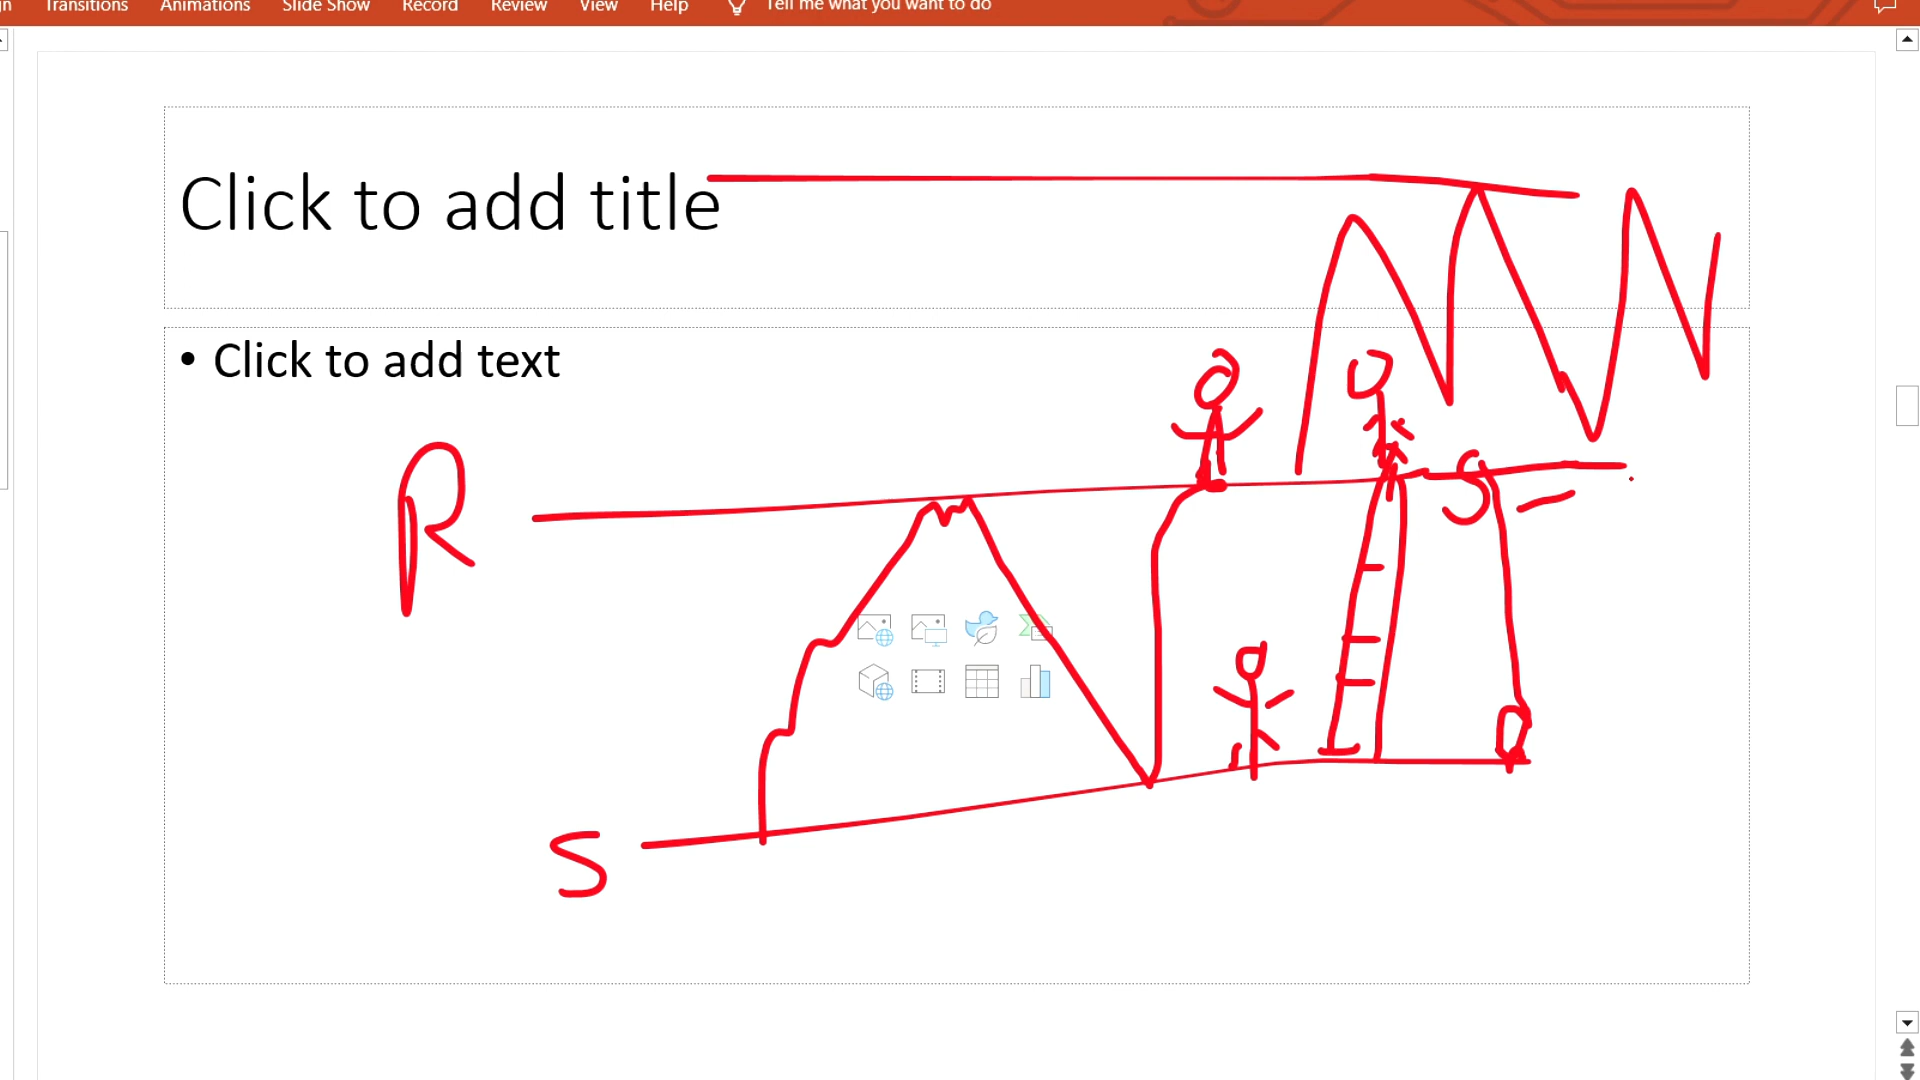 Transitions Animations Slide Show Record Review View Help Tell me what you want to do
Click to add title
• Click to add text
R
S
S